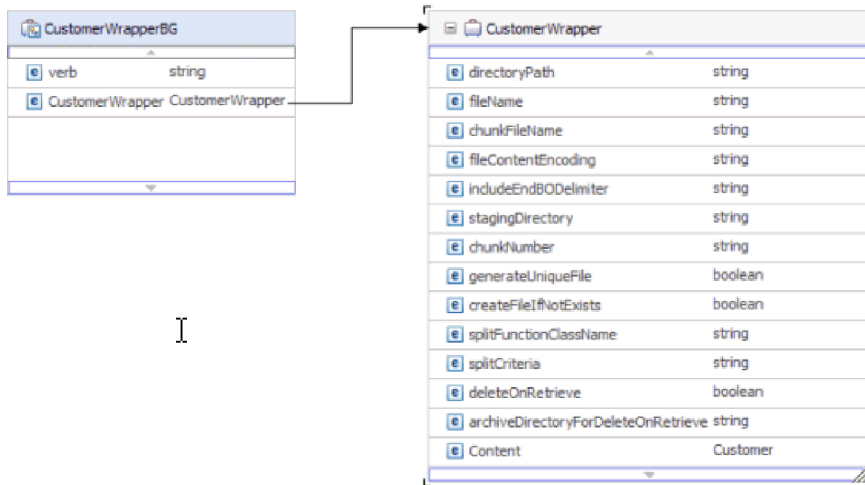 CustomerWrapperBG
verb string
CustomerWrapper CustomerWrapper
CustomerWrapper
directoryPath string
fileName string
chunkFileName string
fileContentEncoding string
includeEndBODelimiter string
stagingDirectory string
chunkNumber string
generateUniqueFile boolean
createFileIfNotExists boolean
splitFunctionClassName string
splitCriteria string
deleteOnRetrieve boolean
archiveDirectoryForDeleteOnRetrieve string
Content Customer